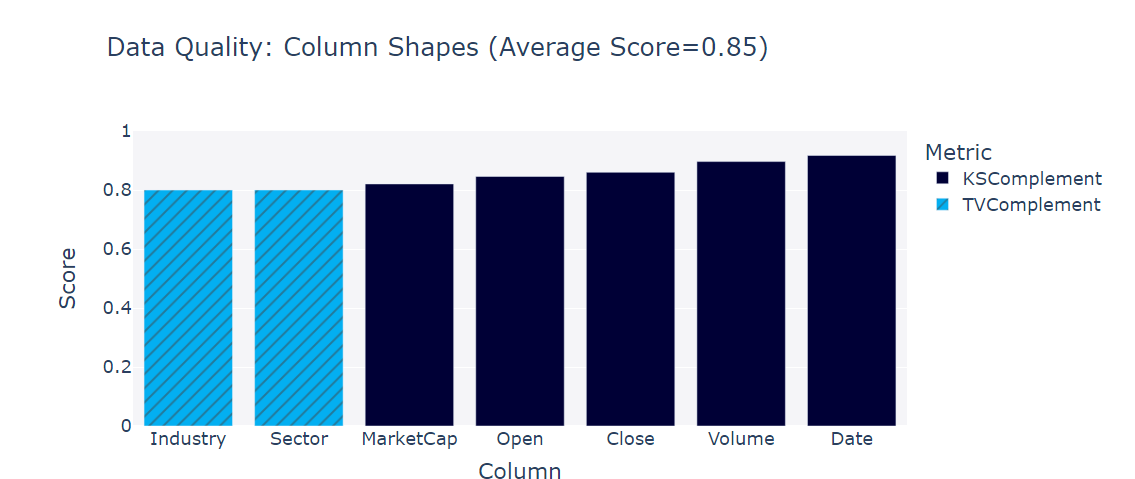 Data Quality: Column Shapes (Average Score=0.85)
1
0.8
0.6
0.4
0.2
0
Score
Industry Sector MarketCap Open Close Volume Date
Column
Metric
KSComplement
TVComplement